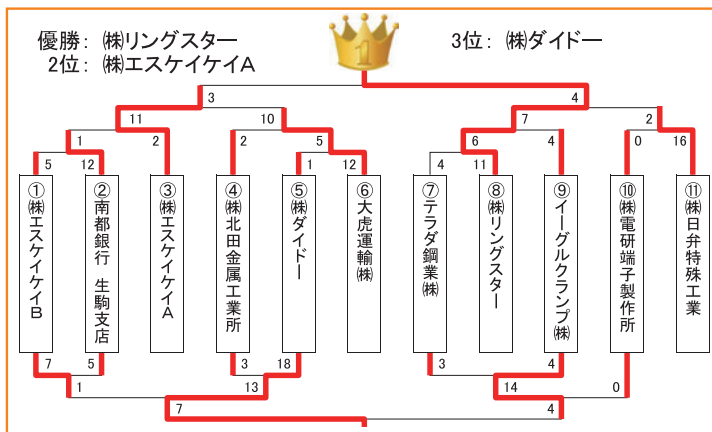 優勝: ㈱リングスター
2位: ㈱エスケイケイA
3位: ㈱ダイドー
1
3
4
11
10
7
2
1
2
2
5
6
4
0
16
5
12
1
12
4
11
①㈱エスケイケイB
②南都銀行 生駒支店
③㈱エスケイケイA
④㈱北田金属工業所
⑤㈱ダイドー
⑥大虎運輸㈱
⑦テラダ鋼業㈱
⑧㈱リングスター
⑨イーグルクランプ㈱
⑩㈱電研端子製作所
⑪㈱日弁特殊工業
7
5
3
18
3
4
1
13
14
0
7
4